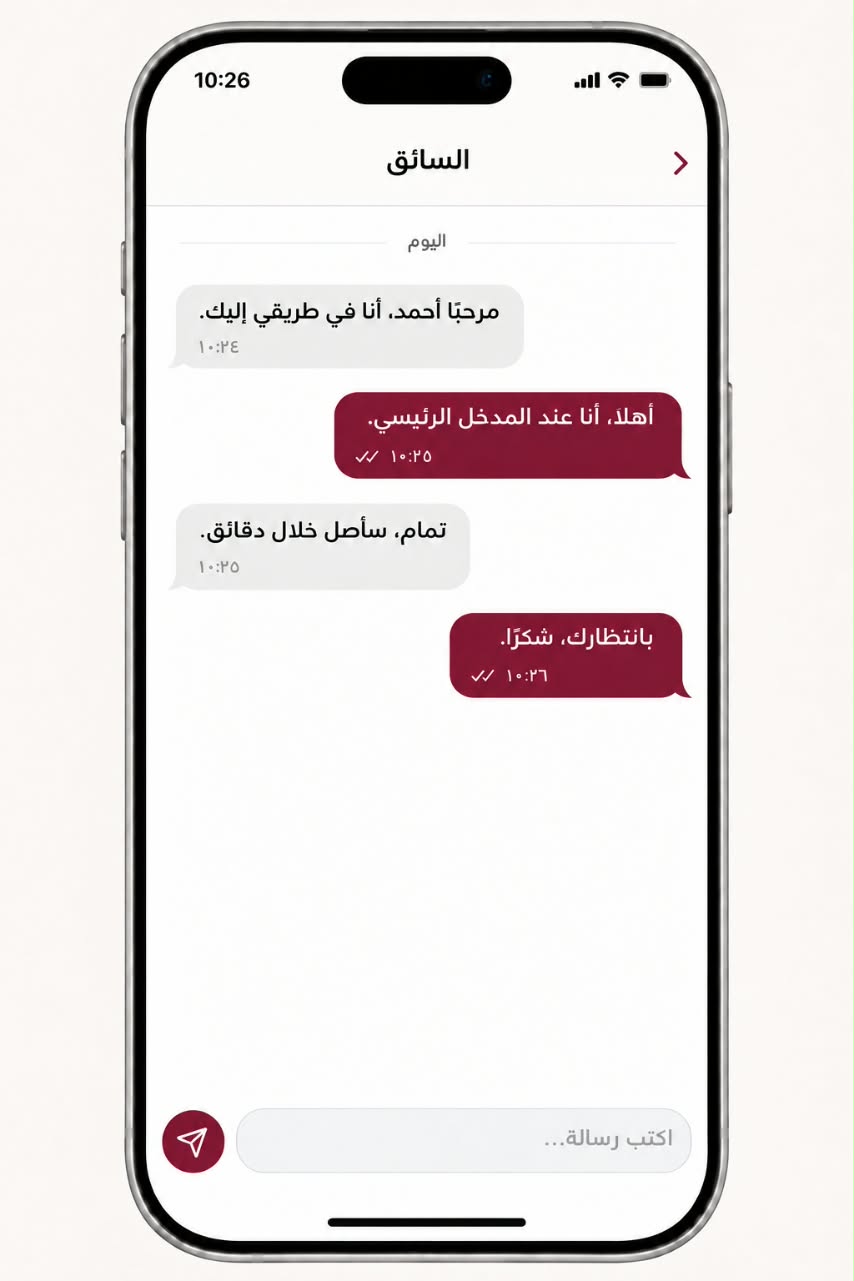 10:26
السائق
اليوم
مرحبًا أحمد، أنا في طريقي إليك.
١٠:٢٤
أهلاً، أنا عند المدخل الرئيسي.
١٠:٢٥
تمام، سأصل خلال دقائق.
١٠:٢٥
بانتظارك، شكرًا.
١٠:٢٦
اكتب رسالة...